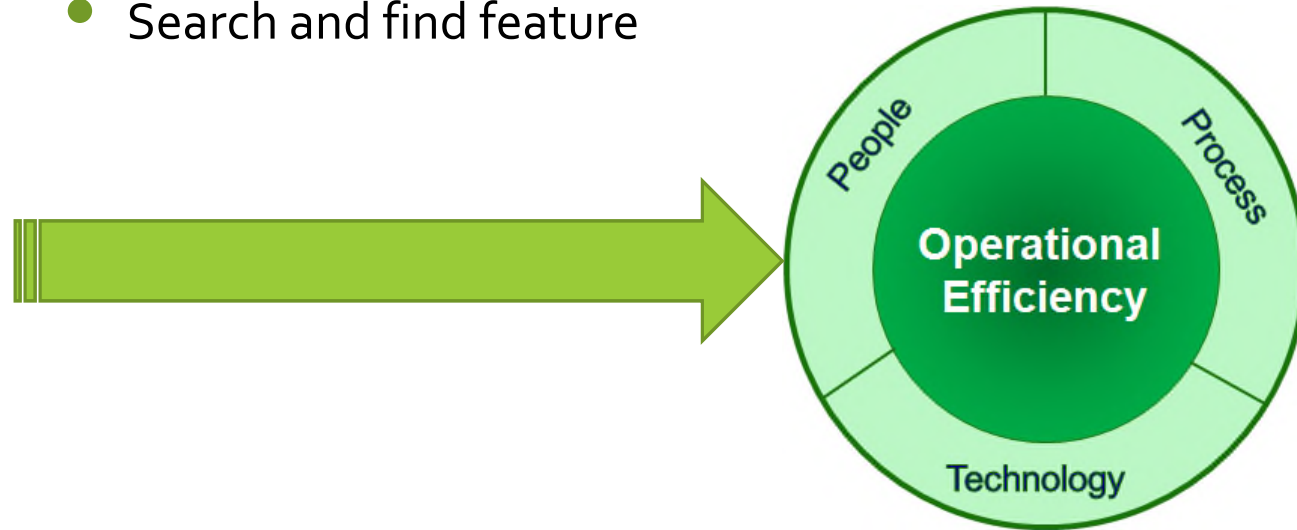 Search and find feature
People
Process
Operational
Efficiency
Technology